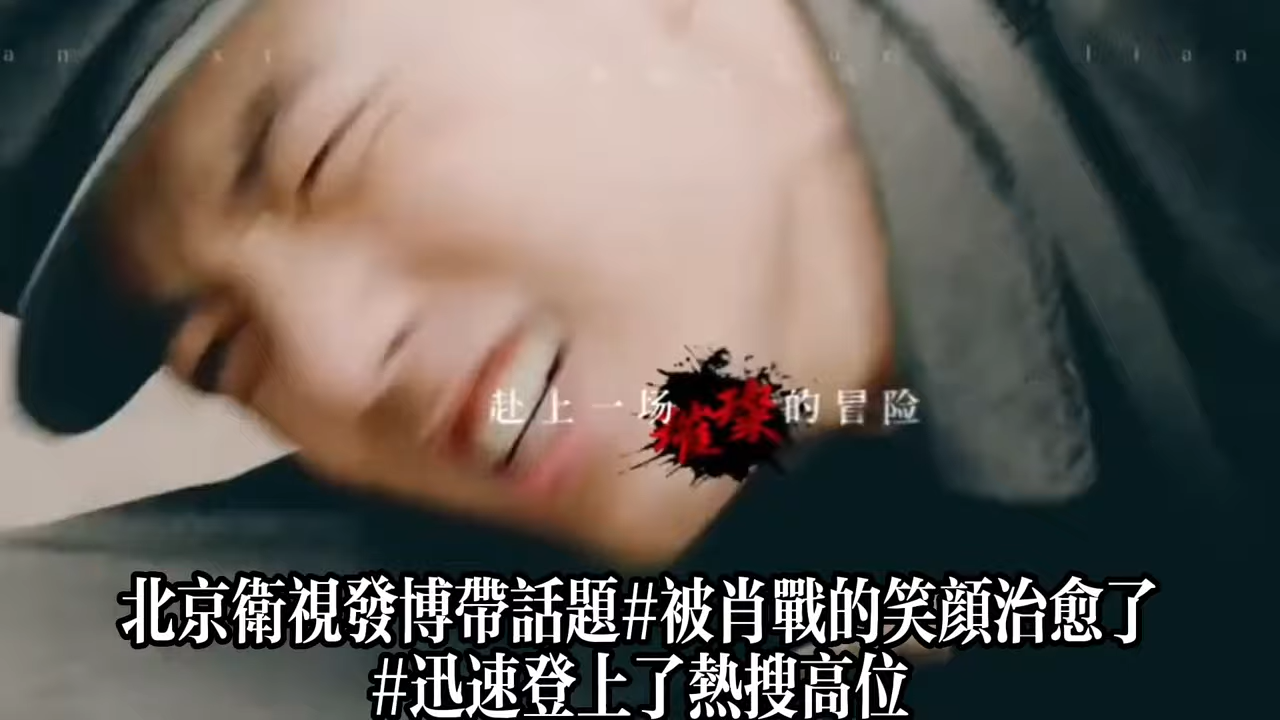 赴上一场璀璨的冒险
北京衛視發博帶話題#被肖戰的笑顔治愈了
#迅速登上了熱搜高位